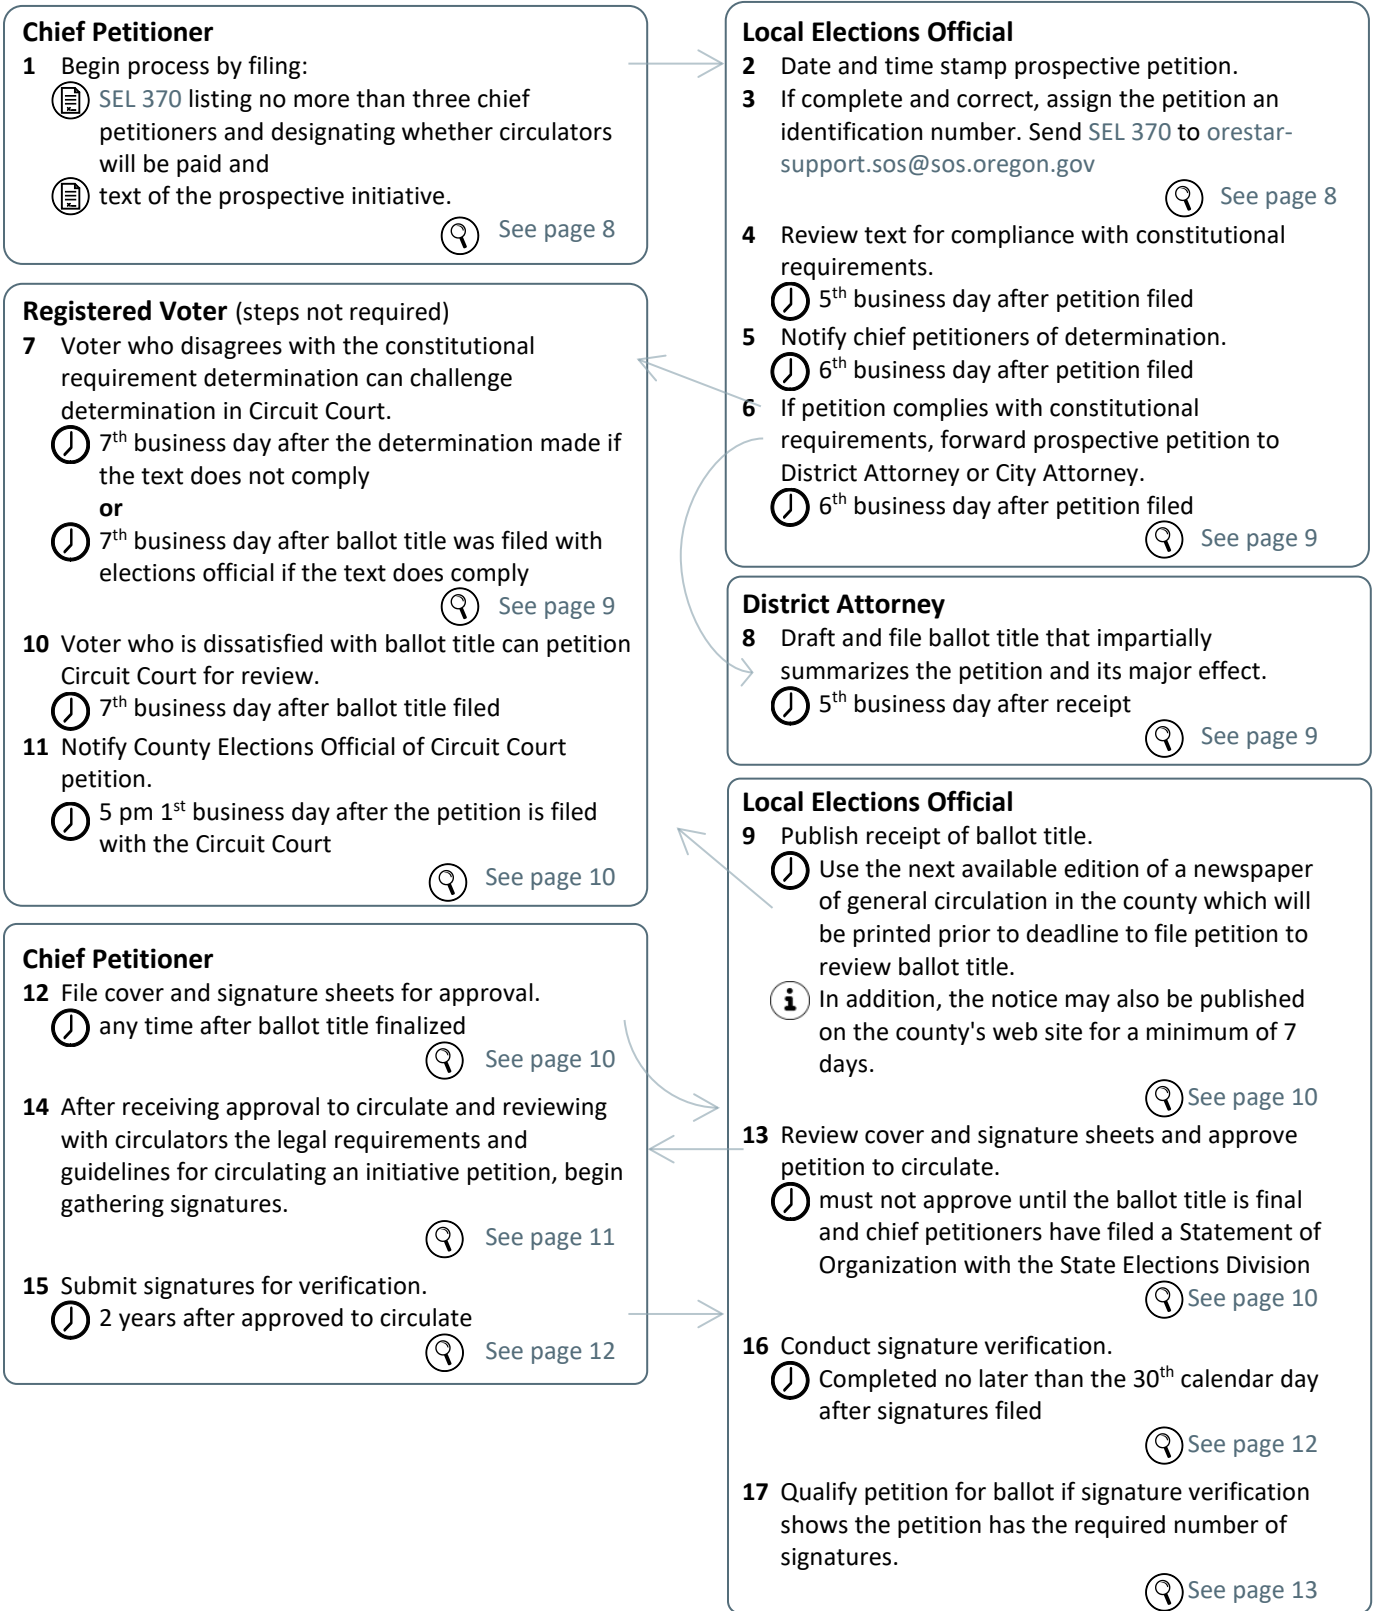 Chief Petitioner
1 Begin process by filing:
SEL 370 listing no more than three chief
petitioners and designating whether circulators
will be paid and
text of the prospective initiative.
See page 8
Local Elections Official
2 Date and time stamp prospective petition.
3 If complete and correct, assign the petition an
identification number. Send SEL 370 to orestar-
support.sos@sos.oregon.gov
See page 8
4 Review text for compliance with constitutional
requirements.
5th business day after petition filed
5 Notify chief petitioners of determination.
6th business day after petition filed
6 If petition complies with constitutional
requirements, forward prospective petition to
District Attorney or City Attorney.
6th business day after petition filed
See page 9
Registered Voter (steps not required)
7 Voter who disagrees with the constitutional
requirement determination can challenge
determination in Circuit Court.
7th business day after the determination made if
the text does not comply
or
7th business day after ballot title was filed with
elections official if the text does comply
See page 9
10 Voter who is dissatisfied with ballot title can petition
Circuit Court for review.
7th business day after ballot title filed
11 Notify County Elections Official of Circuit Court
petition.
5 pm 1st business day after the petition is filed
with the Circuit Court
See page 10
District Attorney
8 Draft and file ballot title that impartially
summarizes the petition and its major effect.
5th business day after receipt
See page 9
Local Elections Official
9 Publish receipt of ballot title.
Use the next available edition of a newspaper
of general circulation in the county which will
be printed prior to deadline to file petition to
review ballot title.
i In addition, the notice may also be published
on the county's web site for a minimum of 7
days.
See page 10
13 Review cover and signature sheets and approve
petition to circulate.
must not approve until the ballot title is final
and chief petitioners have filed a Statement of
Organization with the State Elections Division
See page 10
16 Conduct signature verification.
Completed no later than the 30th calendar day
after signatures filed
See page 12
17 Qualify petition for ballot if signature verification
shows the petition has the required number of
signatures.
See page 13
Chief Petitioner
12 File cover and signature sheets for approval.
any time after ballot title finalized
See page 10
14 After receiving approval to circulate and reviewing
with circulators the legal requirements and
guidelines for circulating an initiative petition, begin
gathering signatures.
See page 11
15 Submit signatures for verification.
2 years after approved to circulate
See page 12